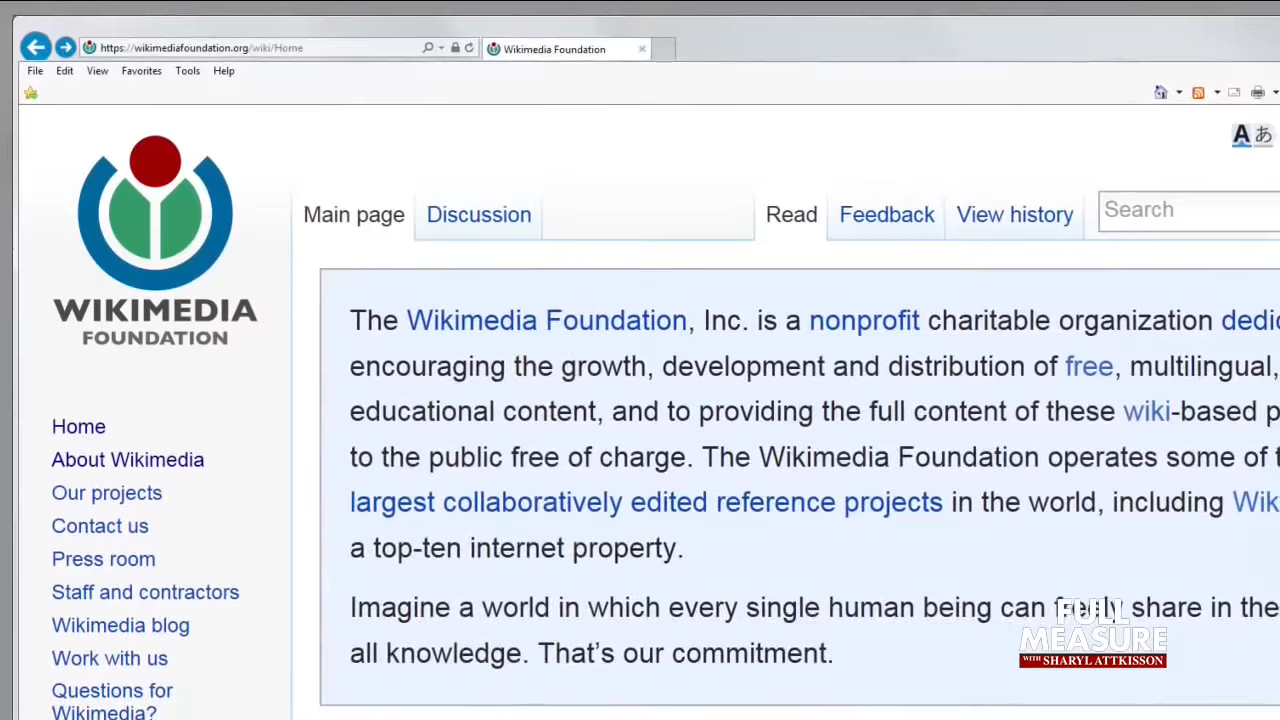 https://wikimediafoundation.org/wiki/Home
Wikimedia Foundation
File Edit View Favorites Tools Help
A あ
WIKIMEDIA
FOUNDATION
Main page Discussion Read Feedback View history Search
The Wikimedia Foundation, Inc. is a nonprofit charitable organization
encouraging the growth, development and distribution of free, multilingual,
educational content, and to providing the full content of these wiki-based
to the public free of charge. The Wikimedia Foundation operates some of
largest collaboratively edited reference projects in the world, including
a top-ten internet property.
Imagine a world in which every single human being can freely share in the
all knowledge. That's our commitment.
Home
About Wikimedia
Our projects
Contact us
Press room
Staff and contractors
Wikimedia blog
Work with us
Questions for
Wikimedia?
FULL
MEASURE
WITH SHARYL ATTKISSON